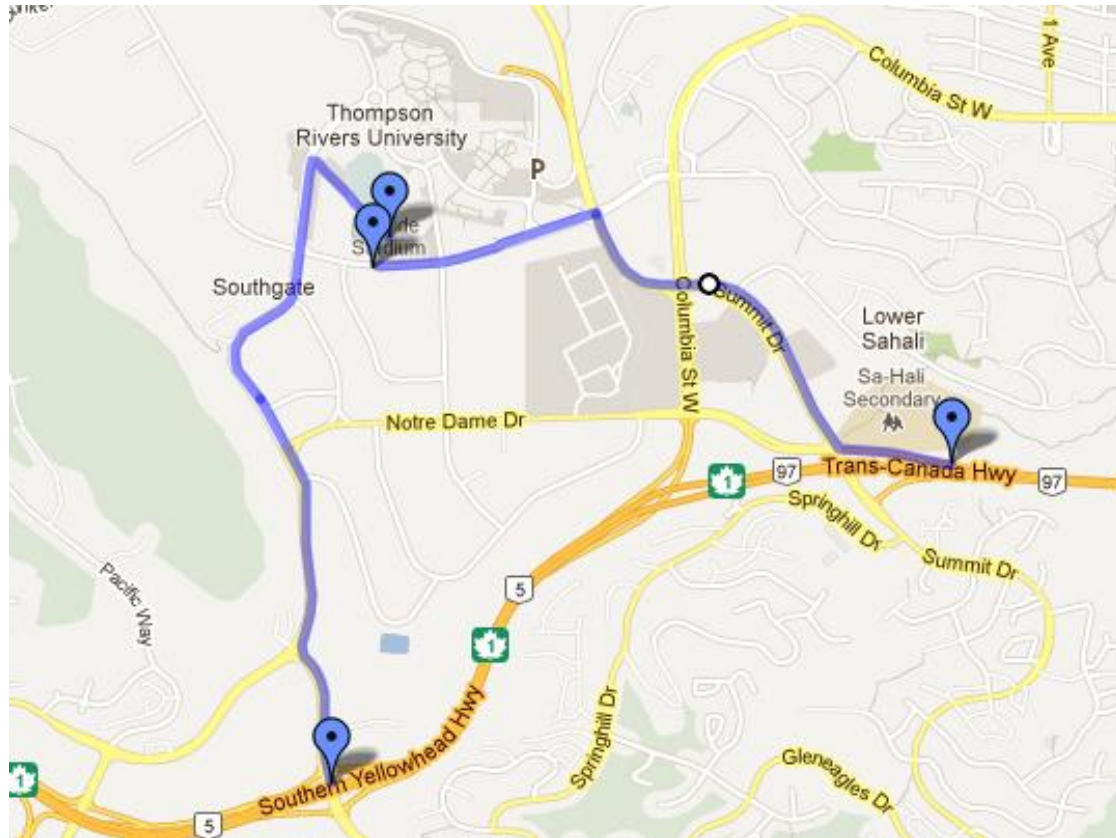 Columbia St W
1 Ave
Thompson
Rivers University
P
Stadium
Southgate
Columbia St W
Summit Dr
Lower
Sahali
Sa-Hali
Secondary
Notre Dame Dr
Trans-Canada Hwy
97
97
1
Springhill Dr
Summit Dr
5
Pacific Way
1
Southern Yellowhead Hwy
Springhill Dr
Gleneagles Dr
1
5